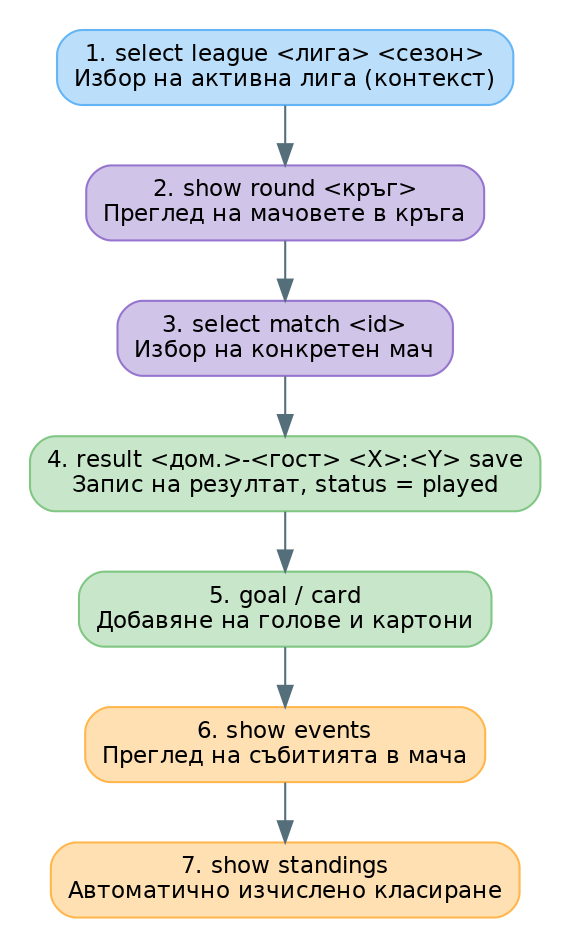 1. select league <лига> <сезон>
Избор на активна лига (контекст)
2. show round <кръг>
Преглед на мачовете в кръга
3. select match <id>
Избор на конкретен мач
4. result <дом.>-<гост> <X>:<Y> save
Запис на резултат, status = played
5. goal / card
Добавяне на голове и картони
6. show events
Преглед на събитията в мача
7. show standings
Автоматично изчислено класиране